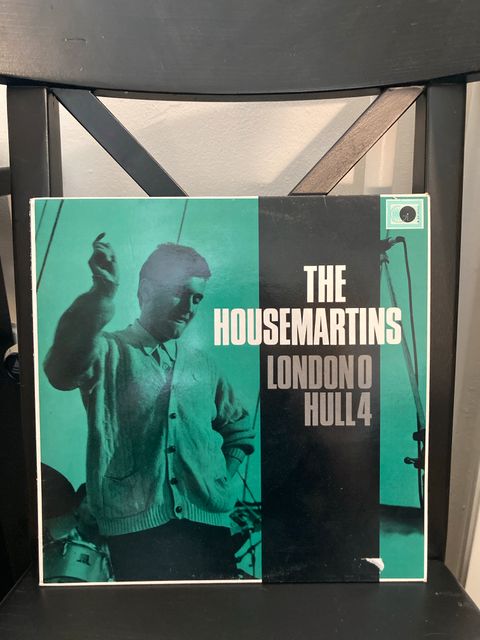 THE
HOUSEMARTINS
LONDON 0
HULL 4